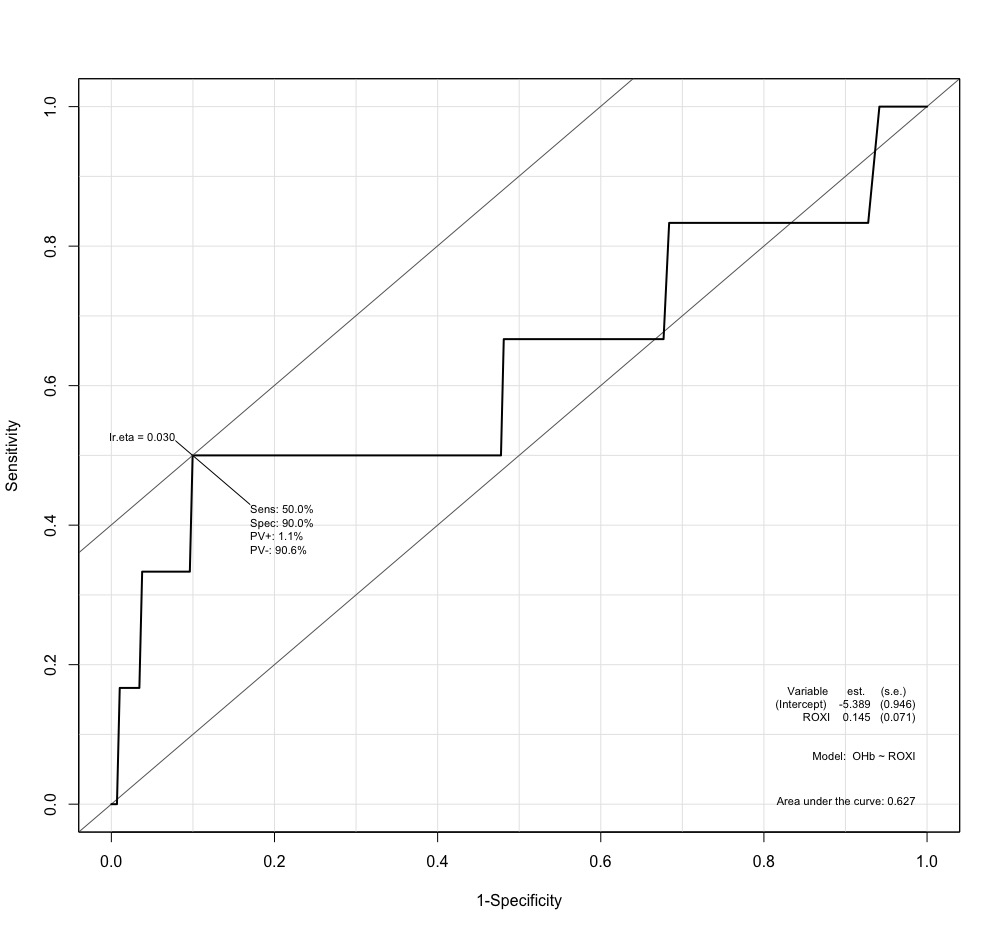 1.0
0.8
0.6
0.4
0.2
0.0
Sensitivity
lr.eta = 0.030
Sens: 50.0%
Spec: 90.0%
PV+: 1.1%
PV-: 90.6%
Variable est. (s.e.)
(Intercept) -5.389 (0.946)
ROXI 0.145 (0.071)
Model: OHb ~ ROXI
Area under the curve: 0.627
0.0 0.2 0.4 0.6 0.8 1.0
1-Specificity